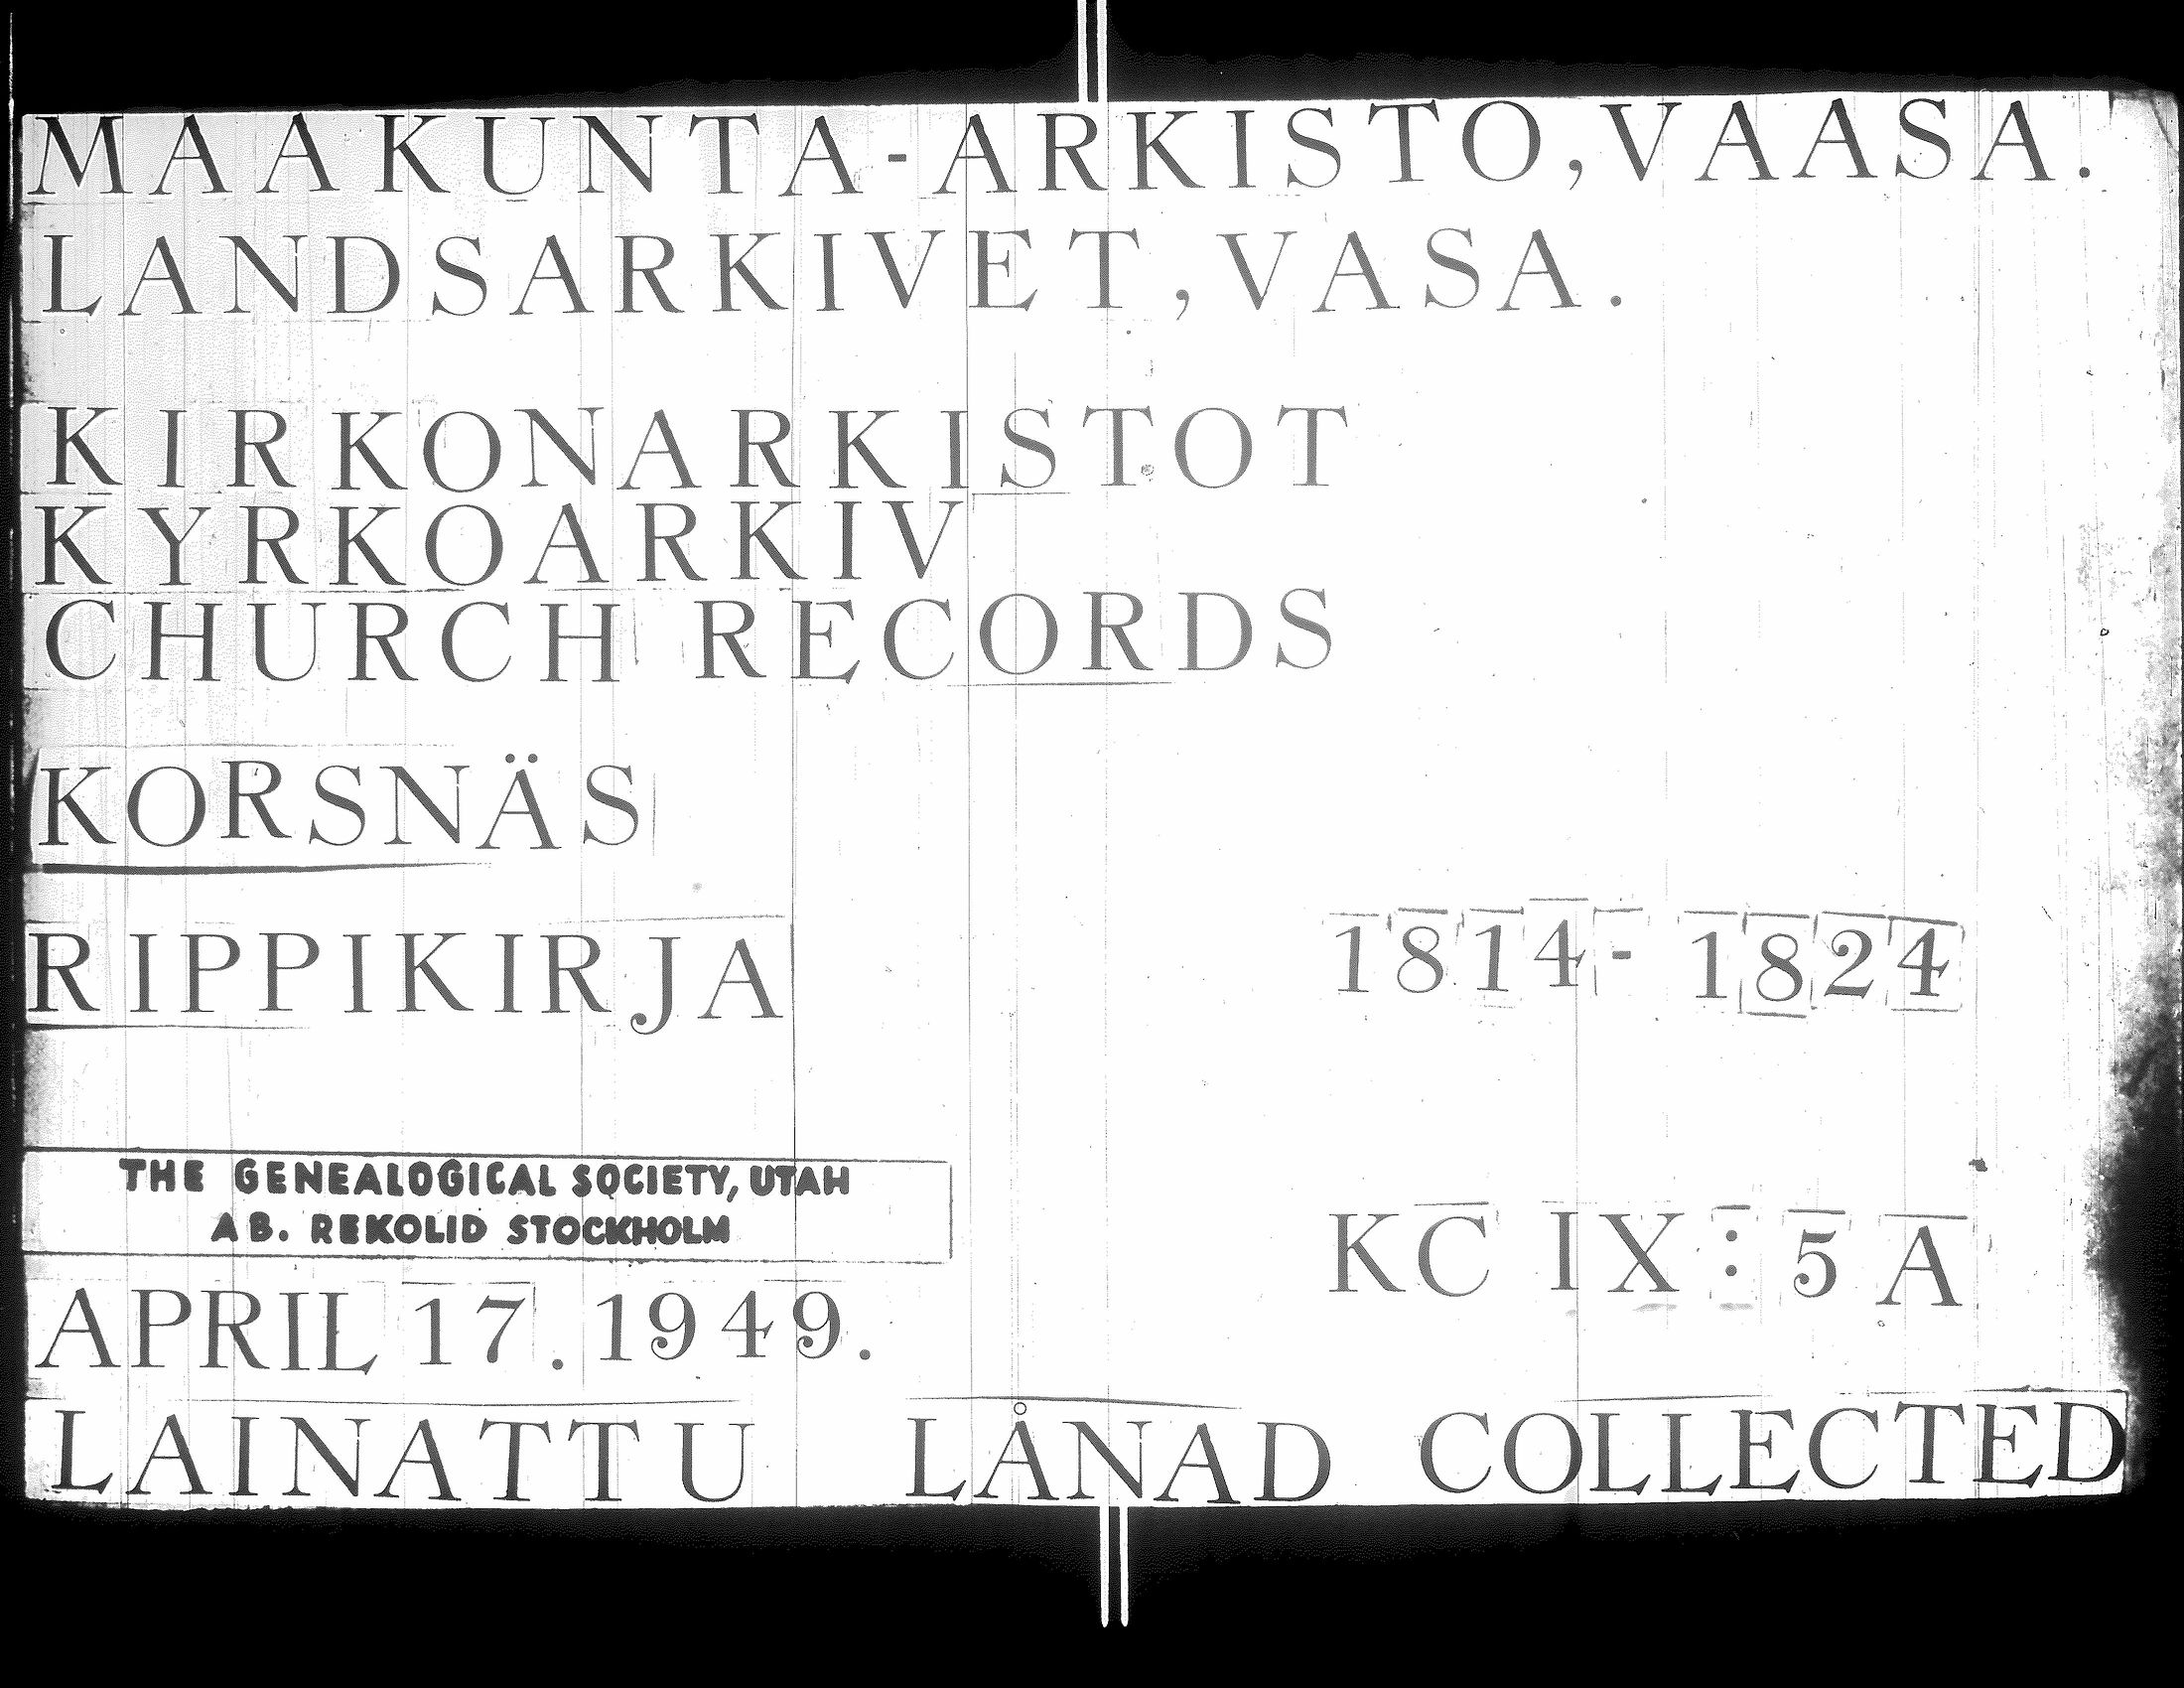 MAAKUNTA-ARKISTO, VAASA.
LANDSARKIVET, VASA.
KIRKONARKISTOT
KYRKOARKIV
CHURCH RECORDS
KORSNÄS
RIPPIKIRJA 1814-1824
THE GENEALOGICAL SOCIETY, UTAH
AB. REKOLID STOCKHOLM
KC IX:5A
APRIL 17.1949.
LAINATTU LÅNAD COLLECTED